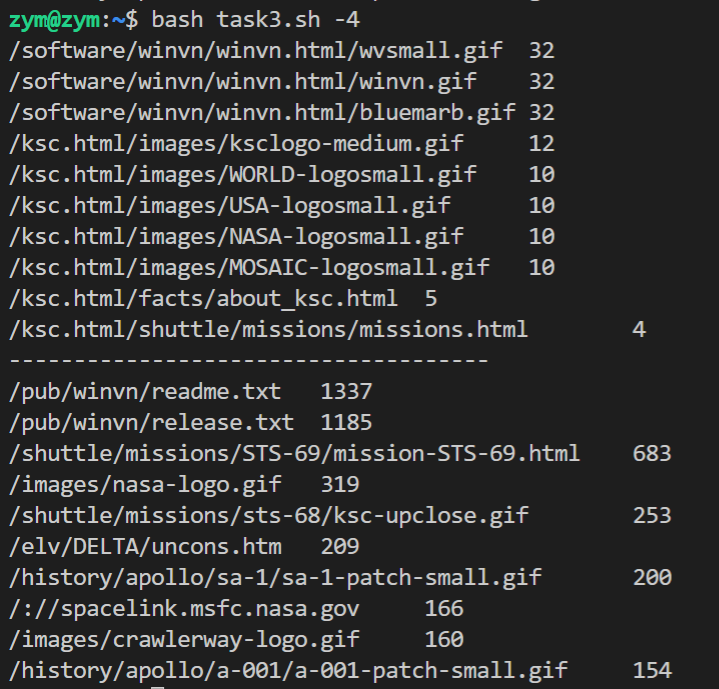 zym@zym:~$ bash task3.sh -4
/software/winvn/winvn.html/wvsmall.gif 32
/software/winvn/winvn.html/winvn.gif 32
/software/winvn/winvn.html/bluemarb.gif 32
/ksc.html/images/ksclogo-medium.gif 12
/ksc.html/images/WORLD-logosmall.gif 10
/ksc.html/images/USA-logosmall.gif 10
/ksc.html/images/NASA-logosmall.gif 10
/ksc.html/images/MOSAIC-logosmall.gif 10
/ksc.html/facts/about_ksc.html 5
/ksc.html/shuttle/missions/missions.html 4
-------------------------------------
/pub/winvn/readme.txt 1337
/pub/winvn/release.txt 1185
/shuttle/missions/STS-69/mission-STS-69.html 683
/images/nasa-logo.gif 319
/shuttle/missions/sts-68/ksc-upclose.gif 253
/elv/DELTA/uncons.htm 209
/history/apollo/sa-1/sa-1-patch-small.gif 200
/://spacelink.msfc.nasa.gov 166
/images/crawlerway-logo.gif 160
/history/apollo/a-001/a-001-patch-small.gif 154